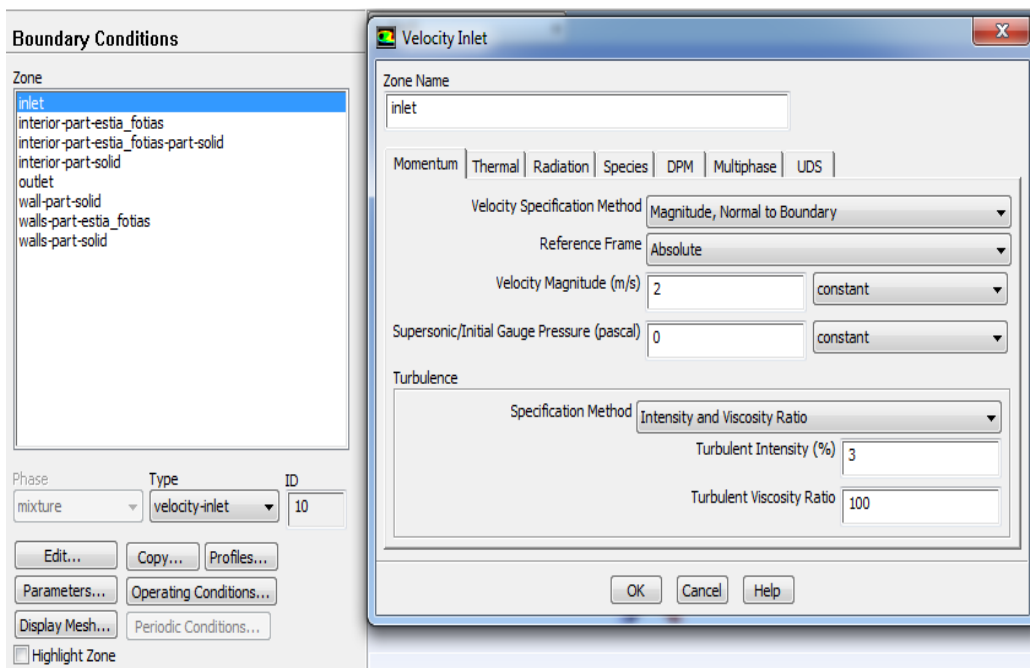 Boundary Conditions
Zone
inlet
interior-part-estia_fotias
interior-part-estia_fotias-part-solid
interior-part-solid
outlet
wall-part-solid
walls-part-estia_fotias
walls-part-solid
Phase Type ID
mixture velocity-inlet 10
Edit... Copy... Profiles...
Parameters... Operating Conditions...
Display Mesh... Periodic Conditions...
Highlight Zone
Velocity Inlet
X
Zone Name
inlet
Momentum Thermal Radiation Species DPM Multiphase UDS
Velocity Specification Method Magnitude, Normal to Boundary
Reference Frame Absolute
Velocity Magnitude (m/s) 2 constant
Supersonic/Initial Gauge Pressure (pascal) 0 constant
Turbulence
Specification Method Intensity and Viscosity Ratio
Turbulent Intensity (%) 3
Turbulent Viscosity Ratio 100
OK Cancel Help